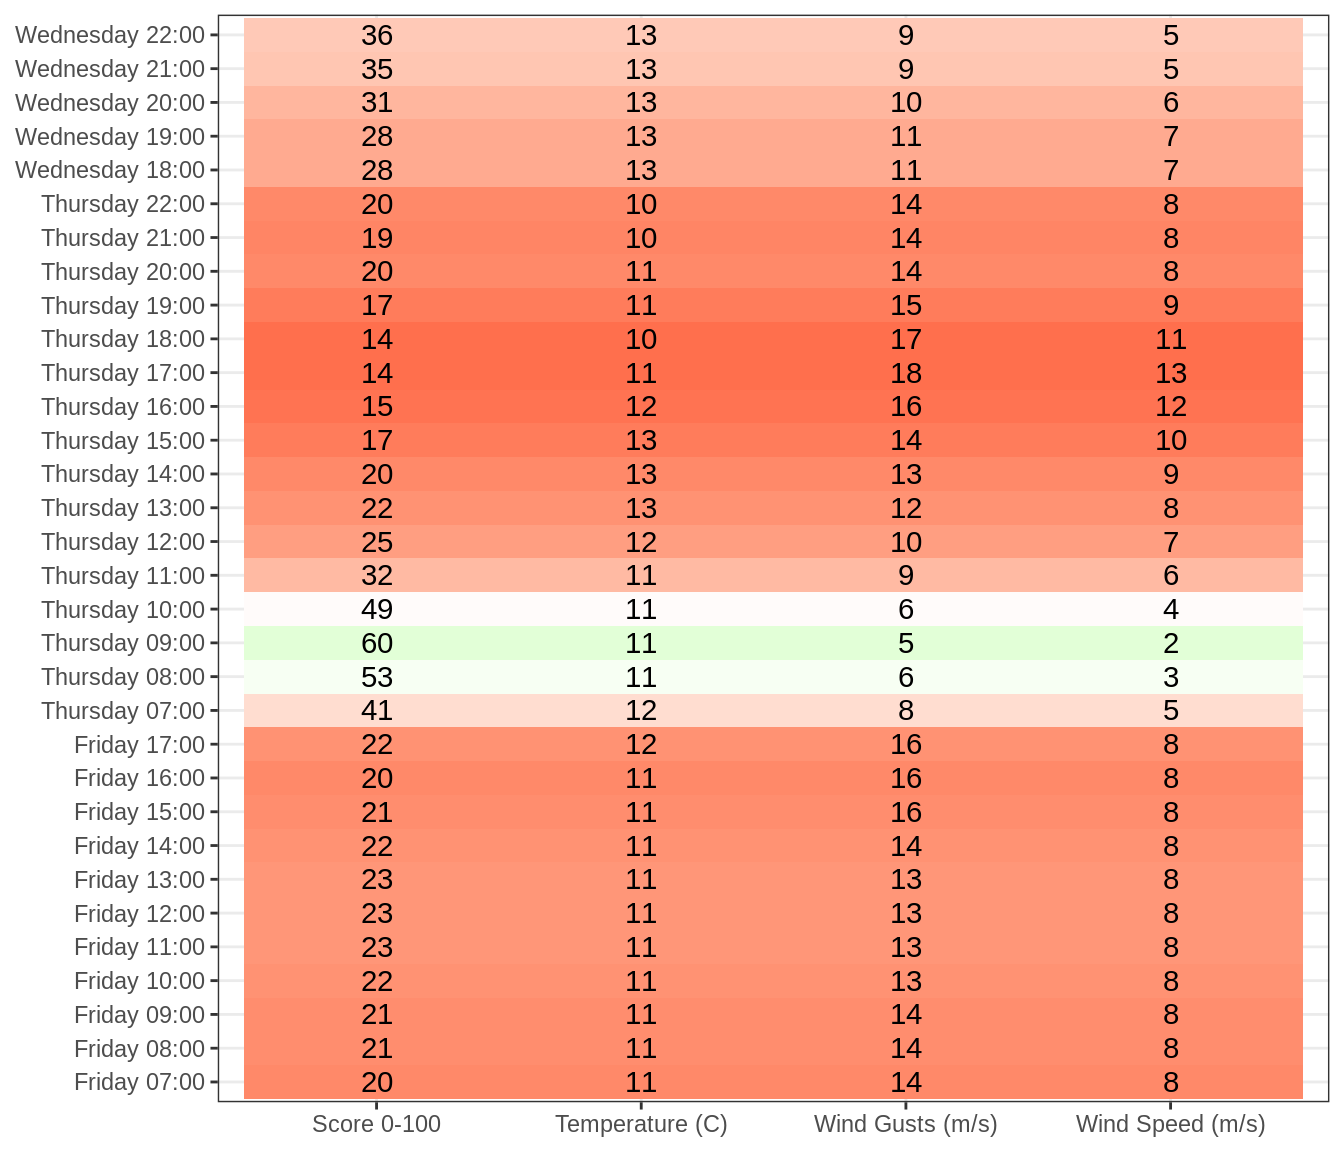 Wednesday 22:00 36 13 9 5
Wednesday 21:00 35 13 9 5
Wednesday 20:00 31 13 10 6
Wednesday 19:00 28 13 11 7
Wednesday 18:00 28 13 11 7
Thursday 22:00 20 10 14 8
Thursday 21:00 19 10 14 8
Thursday 20:00 20 11 14 8
Thursday 19:00 17 11 15 9
Thursday 18:00 14 10 17 11
Thursday 17:00 14 11 18 13
Thursday 16:00 15 12 16 12
Thursday 15:00 17 13 14 10
Thursday 14:00 20 13 13 9
Thursday 13:00 22 13 12 8
Thursday 12:00 25 12 10 7
Thursday 11:00 32 11 9 6
Thursday 10:00 49 11 6 4
Thursday 09:00 60 11 5 2
Thursday 08:00 53 11 6 3
Thursday 07:00 41 12 8 5
Friday 17:00 22 12 16 8
Friday 16:00 20 11 16 8
Friday 15:00 21 11 16 8
Friday 14:00 22 11 14 8
Friday 13:00 23 11 13 8
Friday 12:00 23 11 13 8
Friday 11:00 23 11 13 8
Friday 10:00 22 11 13 8
Friday 09:00 21 11 14 8
Friday 08:00 21 11 14 8
Friday 07:00 20 11 14 8
Score 0-100 Temperature (C) Wind Gusts (m/s) Wind Speed (m/s)